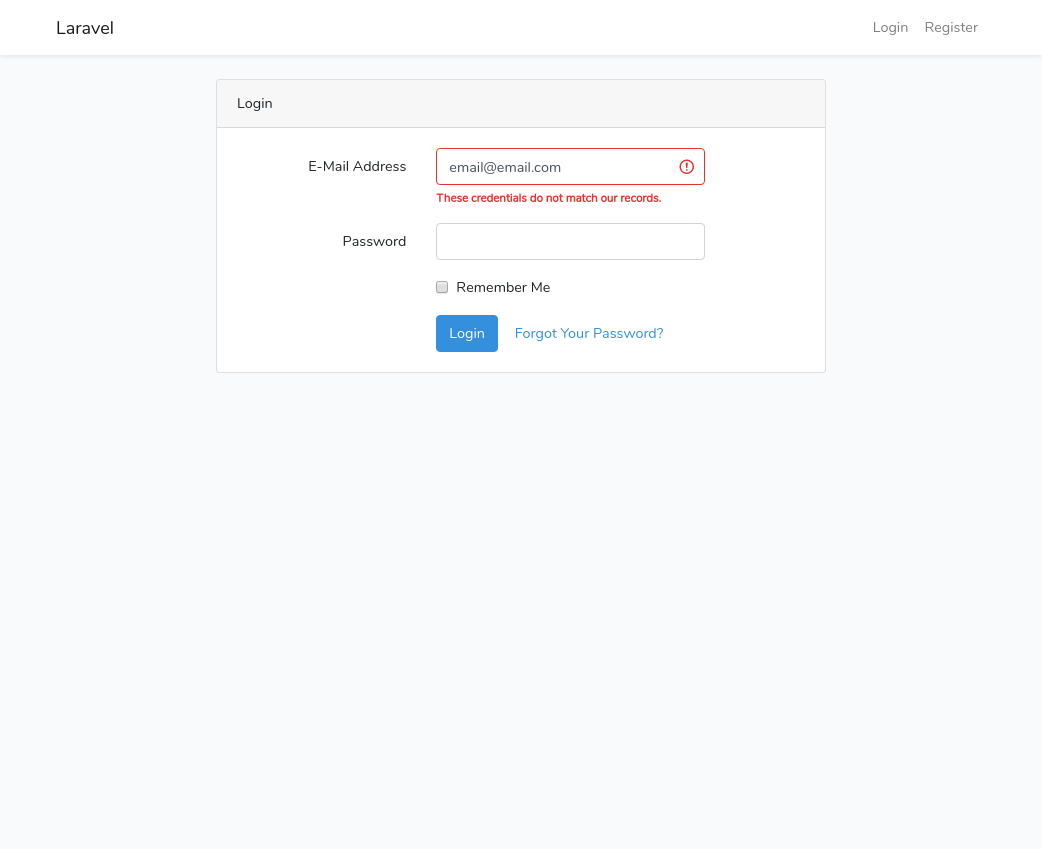 Laravel
Login Register
Login
E-Mail Address email@email.com
These credentials do not match our records.
Password
Remember Me
Login Forgot Your Password?